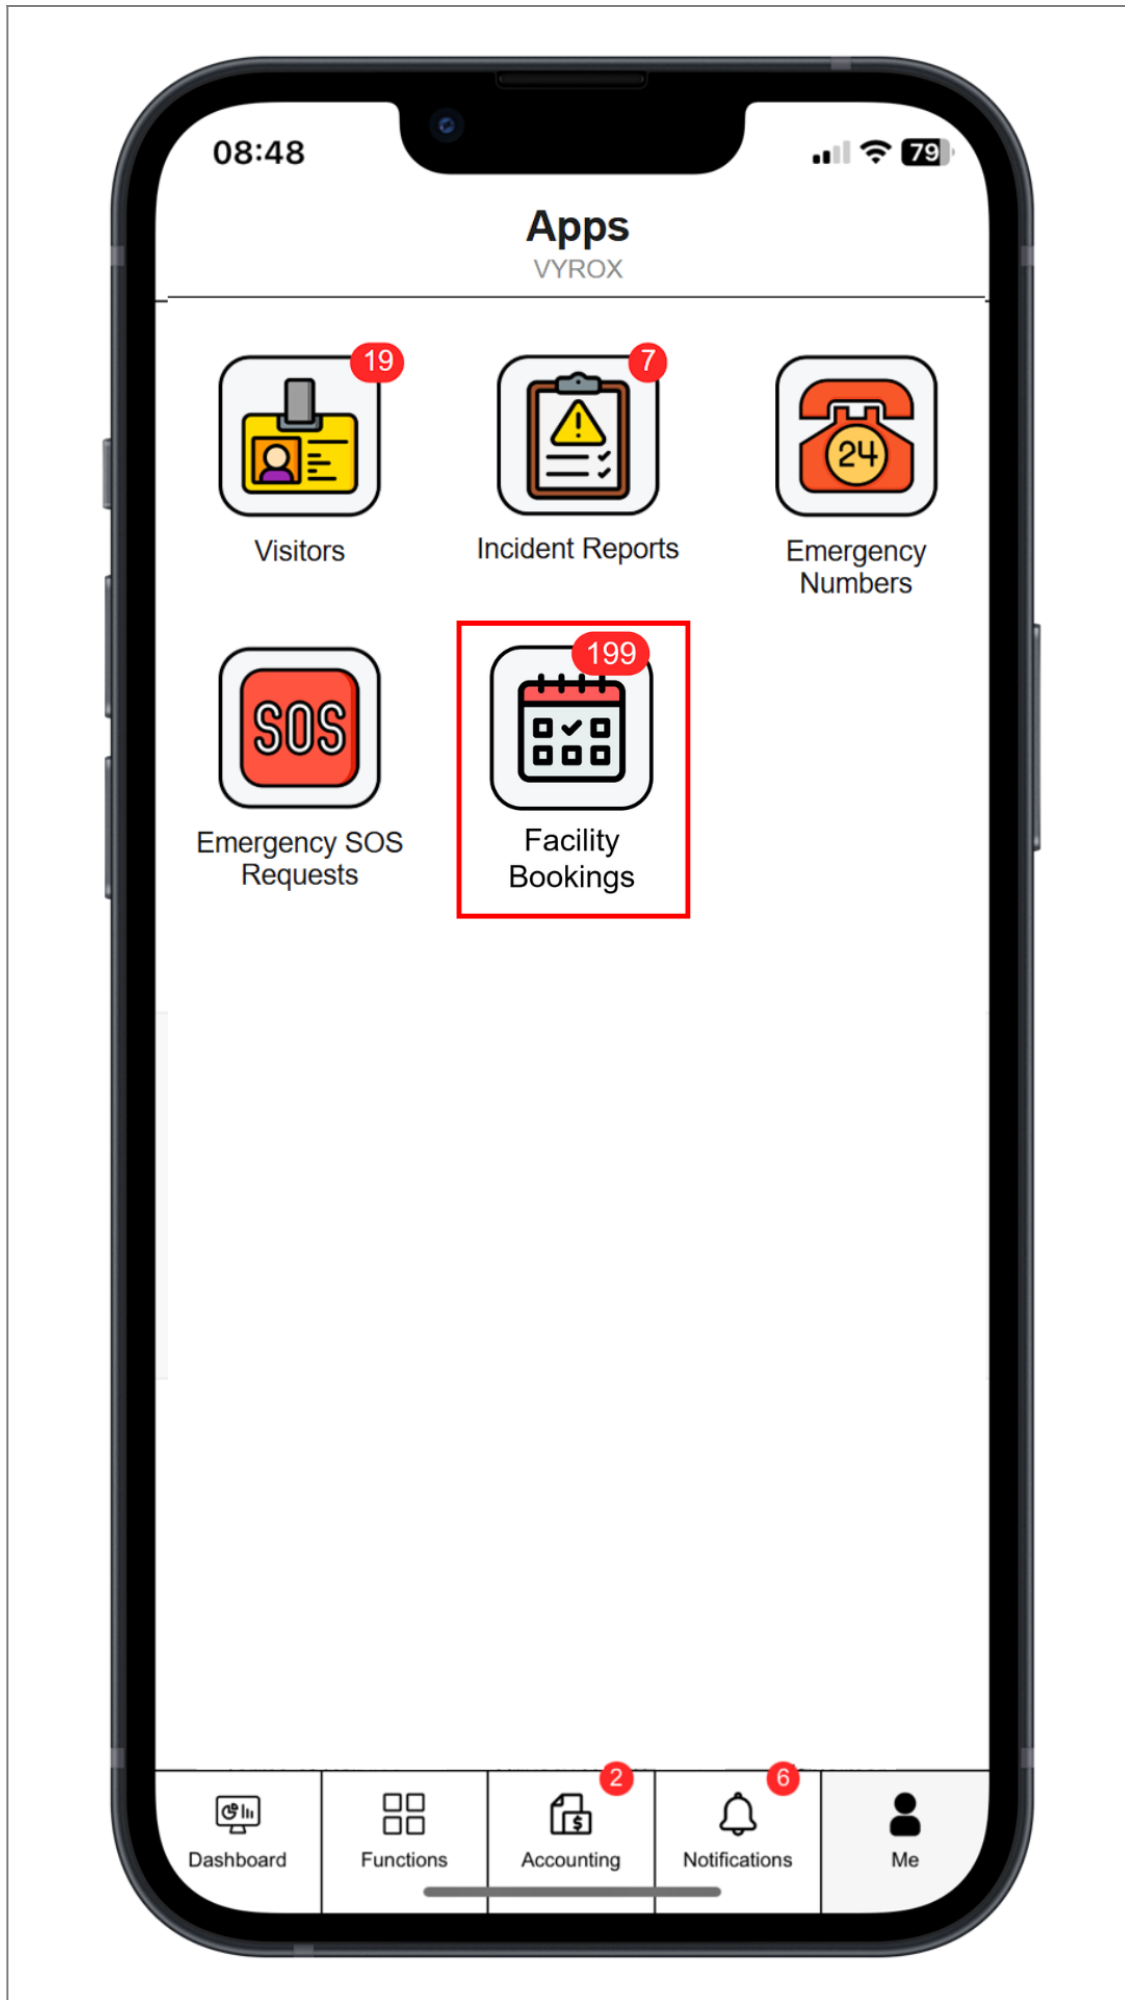 08:48
79
Apps
VYROX
19
7
24
Visitors
Incident Reports
Emergency
Numbers
199
SOS
Emergency SOS
Requests
Facility
Bookings
2
6
$
Dashboard
Functions
Accounting
Notifications
Me